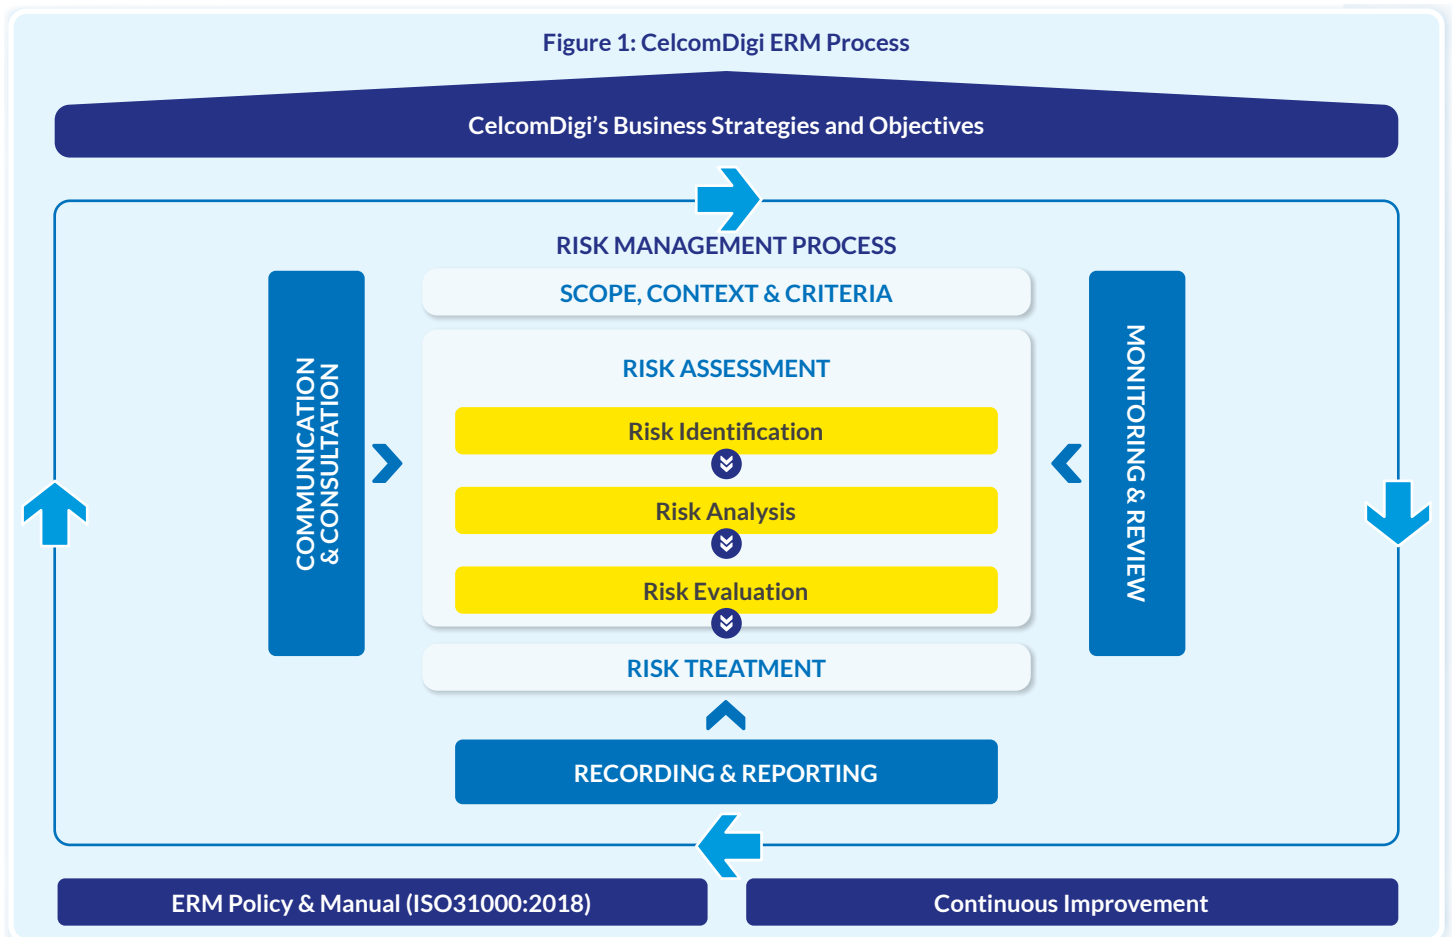 Figure 1: CelcomDigi ERM Process
CelcomDigi’s Business Strategies and Objectives
RISK MANAGEMENT PROCESS
SCOPE, CONTEXT & CRITERIA
COMMUNICATION
& CONSULTATION
RISK ASSESSMENT
Risk Identification
Risk Analysis
Risk Evaluation
RISK TREATMENT
MONITORING & REVIEW
RECORDING & REPORTING
ERM Policy & Manual (ISO31000:2018)
Continuous Improvement